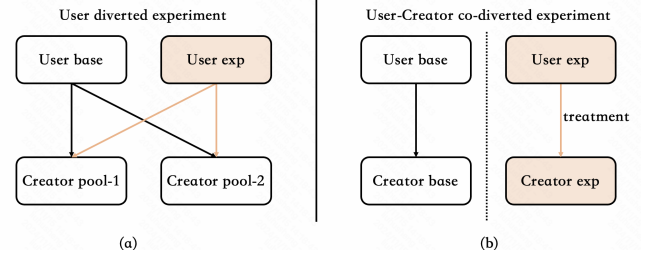 User diverted experiment
User base
User exp
Creator pool-1
Creator pool-2
(a)
User-Creator co-diverted experiment
User base
User exp
treatment
Creator base
Creator exp
(b)